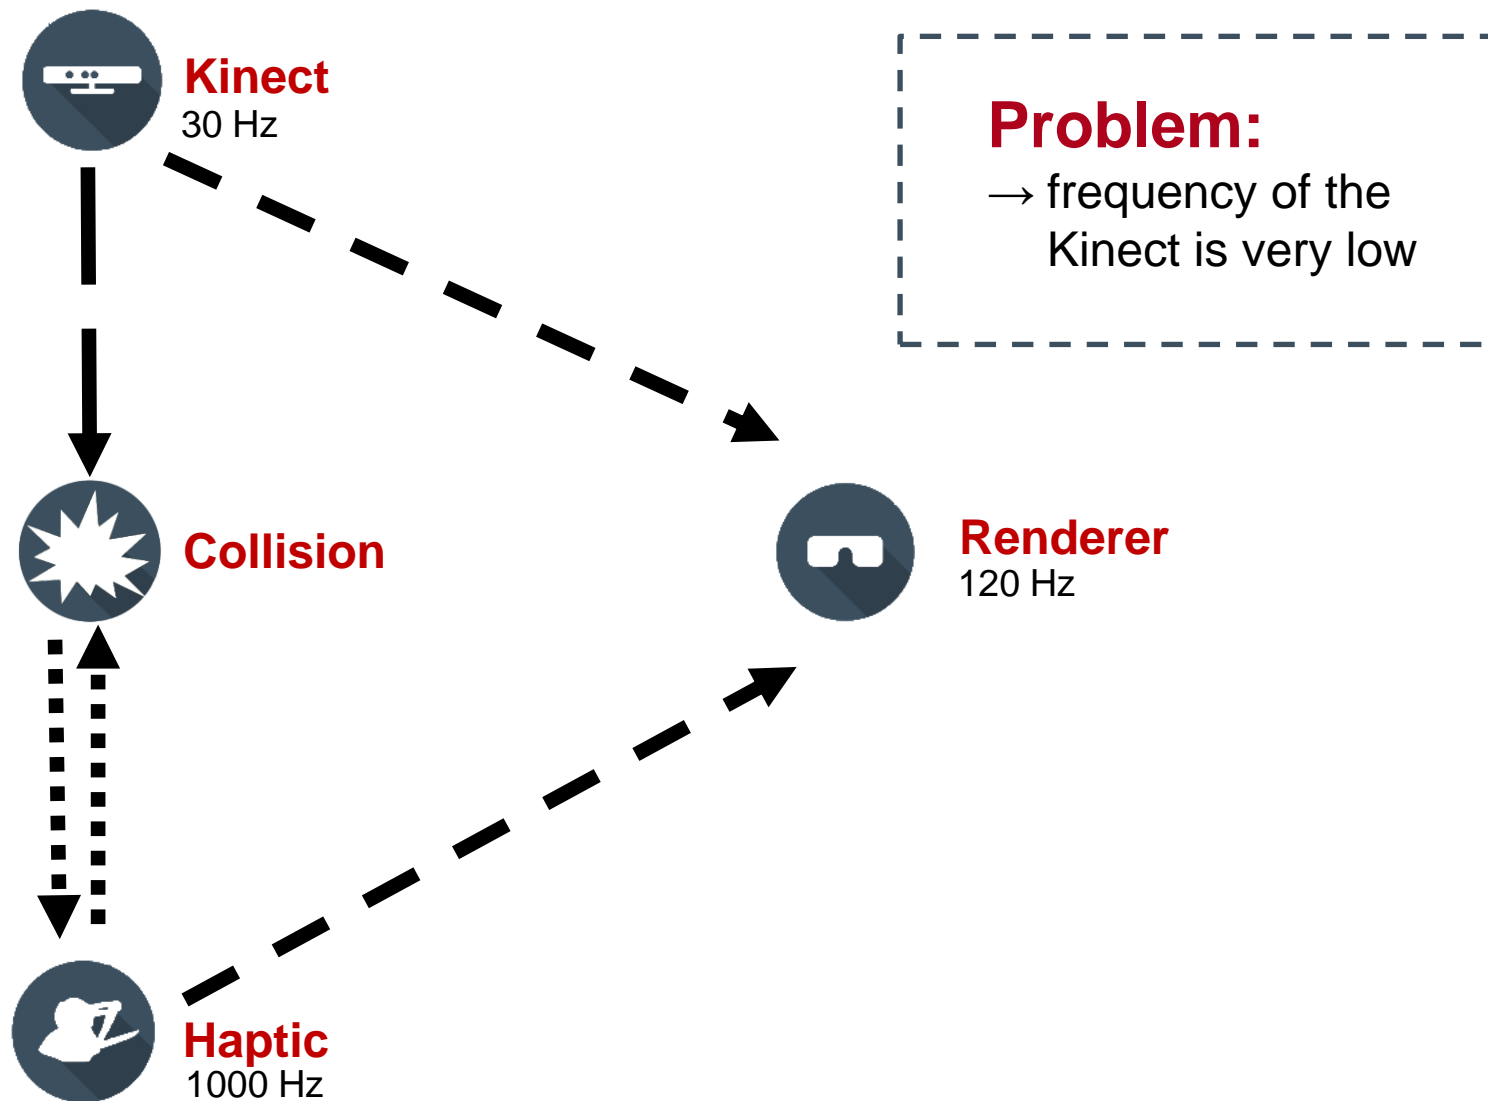 Kinect
30 Hz
Problem:
→ frequency of the
Kinect is very low
Collision
Renderer
120 Hz
Haptic
1000 Hz